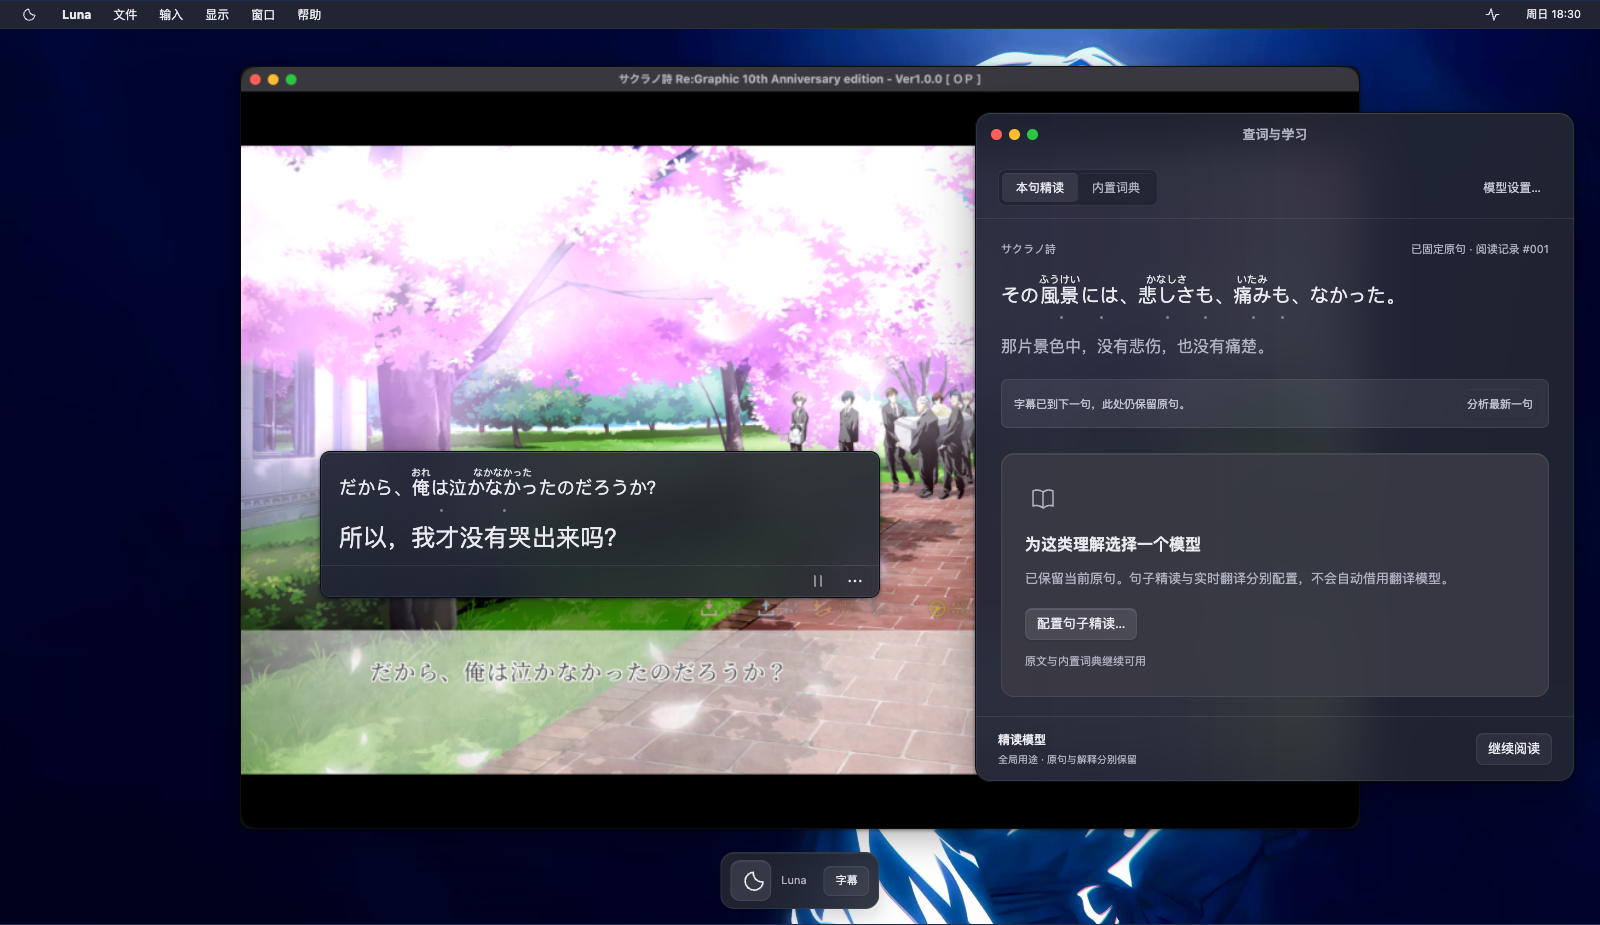 Luna 文件 输入 显示 窗口 帮助 周日 18:30
サクラノ詩 Re:Graphic 10th Anniversary edition - Ver1.0.0 [ O P ]
査词与学习
本句精读 内置词典 模型设置...
サクラノ詩 已固定原句 · 阅读记录 #001
ふうけい かなしさ いたみ
その風景には、悲しさも、痛みも、なかった。
那片景色中，没有悲伤，也没有痛楚。
字幕已到下一句，此处仍保留原句。 分析最新一句
为这类理解选择一个模型
已保留当前原句。句子精读与实时翻译分别配置，不会自动借用翻译模型。
配置句子精读...
原文与内置词典继续可用
精读模型
全局用途 · 原句与解释分别保留
继续阅读
おれ なかなかった
だから、俺は泣かなかったのだろうか?
所以，我才没有哭出来吗?
だから、俺は泣かなかったのだろうか？
Luna 字幕